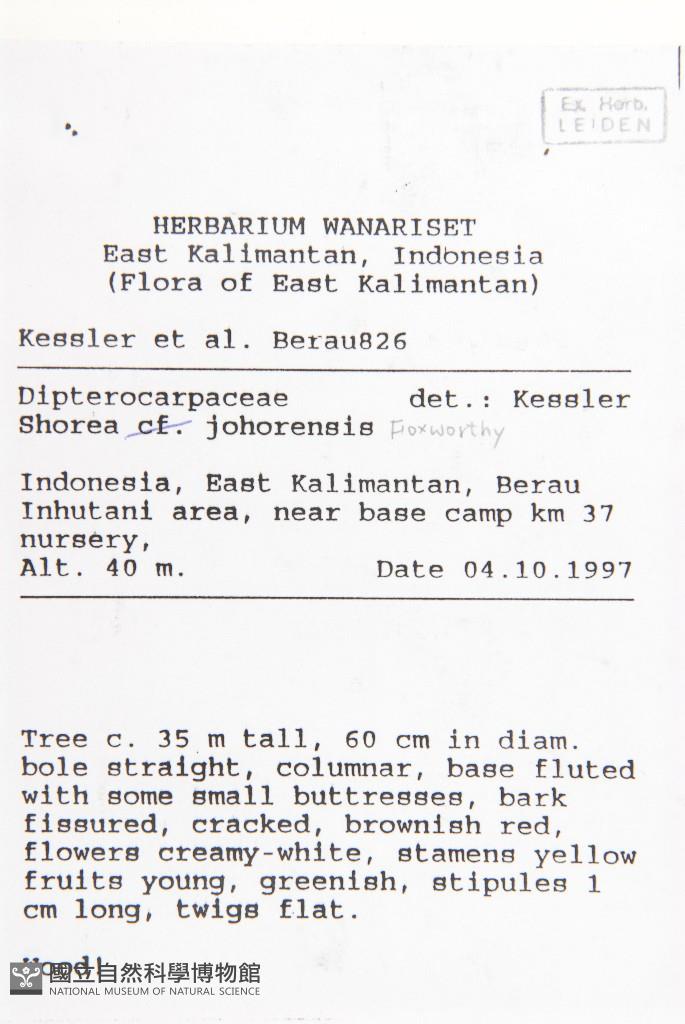 Ex. Herb.
LEIDEN
HERBARIUM WANARISET
East Kalimantan, Indonesia
(Flora of East Kalimantan)
Kessler et al. Berau826
Dipterocarpaceae det.: Kessler
Shorea cf. johorensis Foxworthy
Indonesia, East Kalimantan, Berau
Inhutani area, near base camp km 37
nursery,
Alt. 40 m. Date 04.10.1997
Tree c. 35 m tall, 60 cm in diam.
bole straight, columnar, base fluted
with some small buttresses, bark
fissured, cracked, brownish red,
flowers creamy-white, stamens yellow
fruits young, greenish, stipules 1
cm long, twigs flat.
Wood!
國立自然科學博物館
NATIONAL MUSEUM OF NATURAL SCIENCE